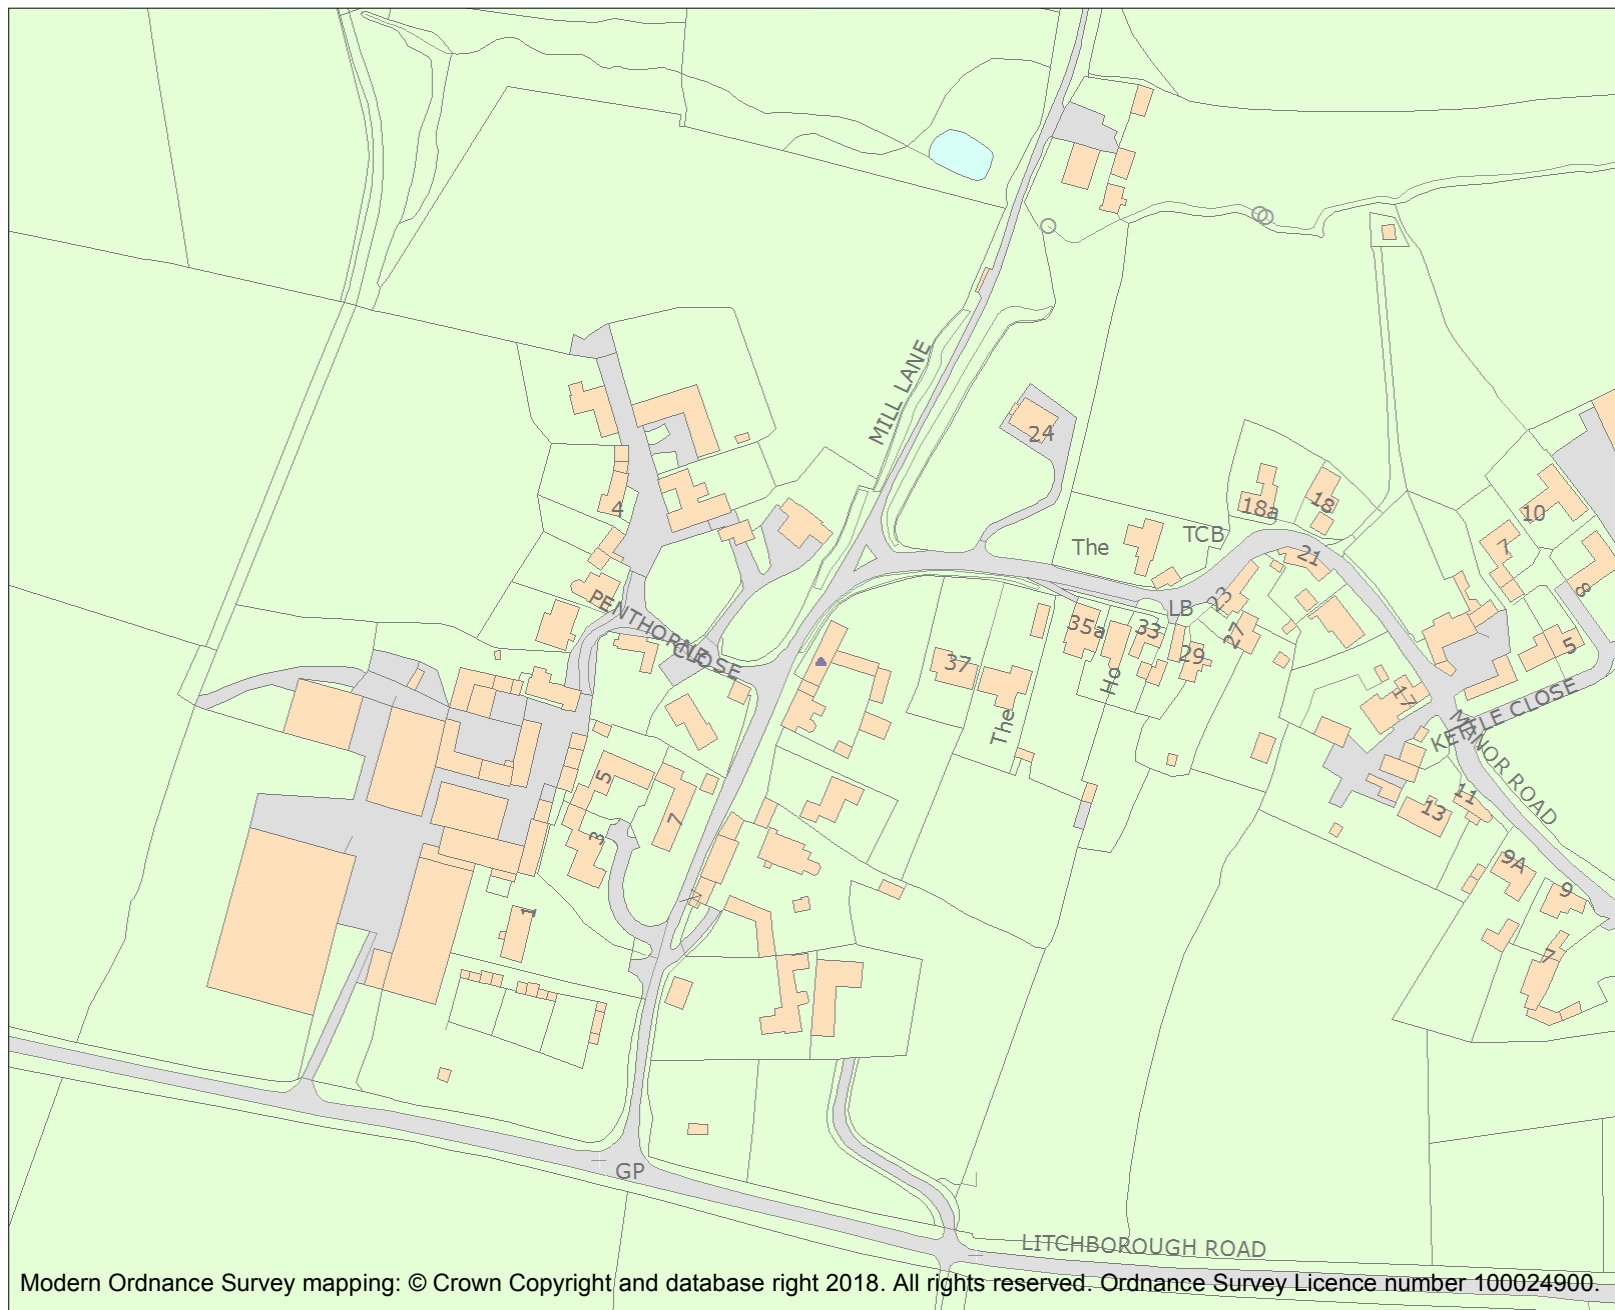 MILL LANE
24
18a
18
4
The
TCB
10
7
21
8
PENTHORNE
CLOSE
LB
23
35a
33
27
29
5
37
Ho
The
17
KETTLE CLOSE
MANOR ROAD
5
7
3
11
13
9A
9
1
7
GP
LITCHBOROUGH ROAD
Modern Ordnance Survey mapping: © Crown Copyright and database right 2018. All rights reserved. Ordnance Survey Licence number 100024900.